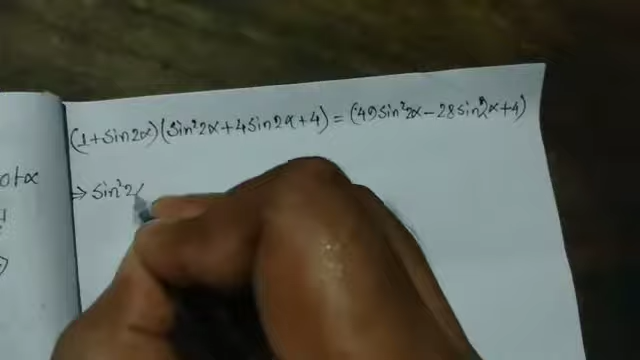 (1+sin2α)(sin²2α+4sin2α+4) = (49sin²2α-28sin2α+4)
otα
⇒ sin²2